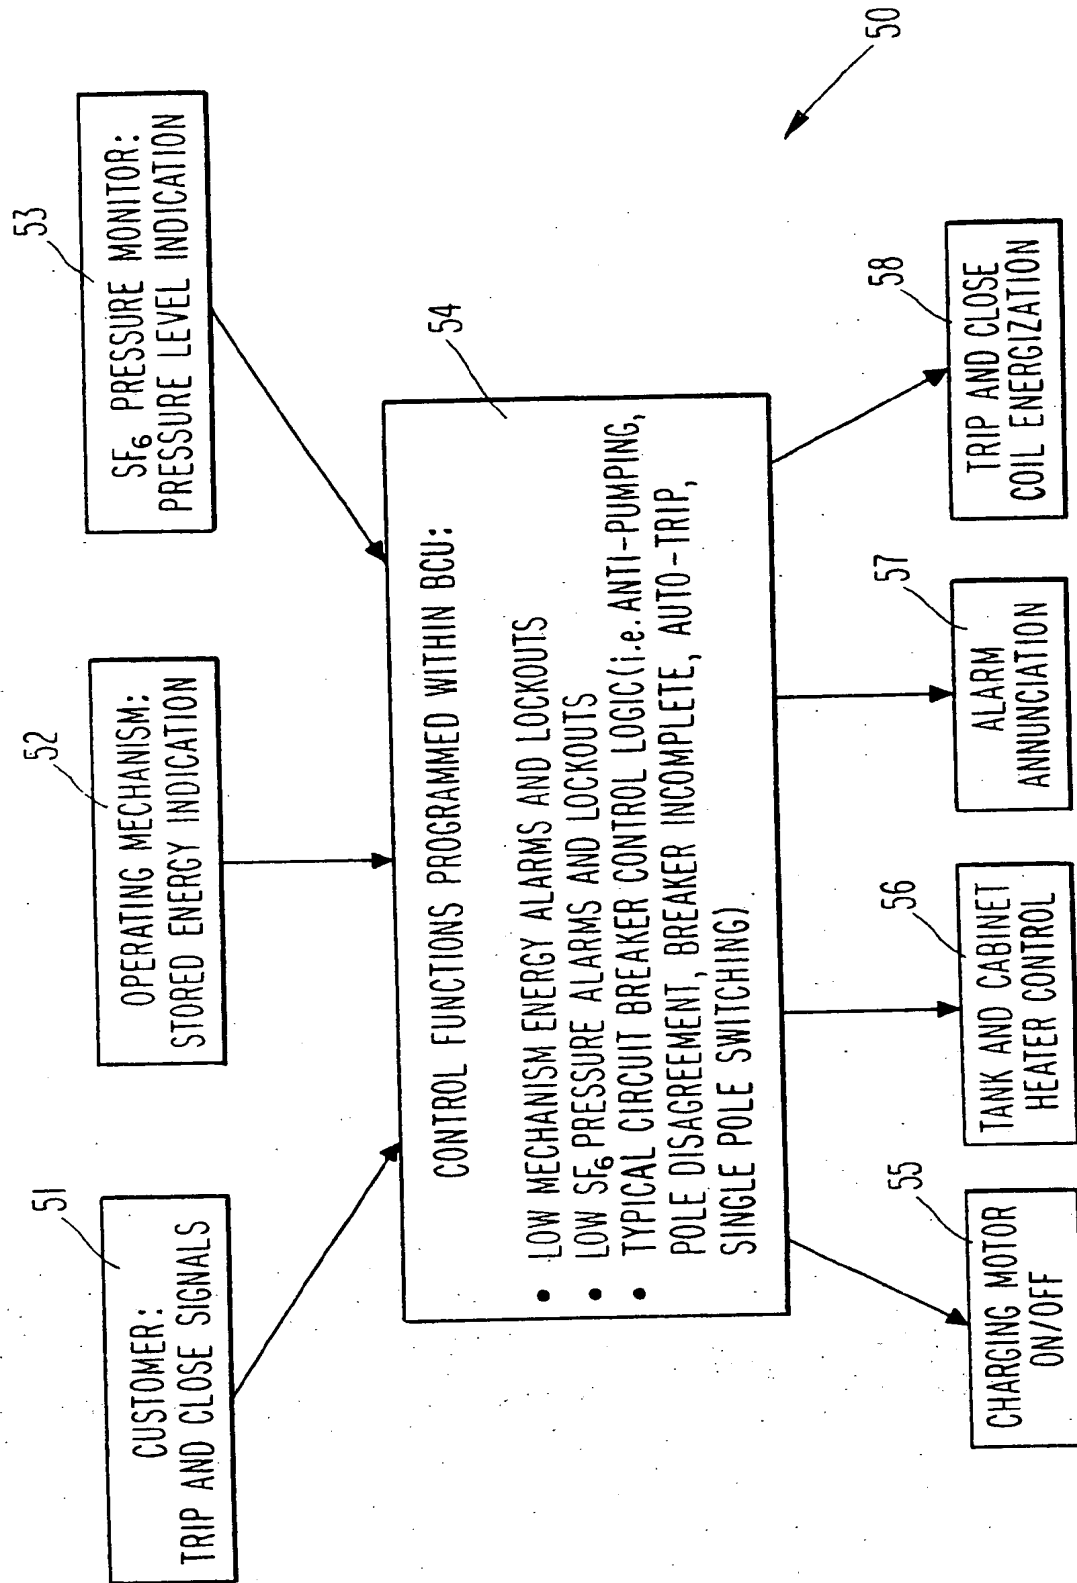 51
CUSTOMER:
TRIP AND CLOSE SIGNALS
52
OPERATING MECHANISM:
STORED ENERGY INDICATION
53
SF₆ PRESSURE MONITOR:
PRESSURE LEVEL INDICATION
54
CONTROL FUNCTIONS PROGRAMMED WITHIN BCU:
• LOW MECHANISM ENERGY ALARMS AND LOCKOUTS
• LOW SF₆ PRESSURE ALARMS AND LOCKOUTS
• TYPICAL CIRCUIT BREAKER CONTROL LOGIC (i.e. ANTI-PUMPING,
POLE DISAGREEMENT, BREAKER INCOMPLETE, AUTO-TRIP,
SINGLE POLE SWITCHING)
55
CHARGING MOTOR
ON/OFF
56
TANK AND CABINET
HEATER CONTROL
57
ALARM
ANNUNCIATION
58
TRIP AND CLOSE
COIL ENERGIZATION
50